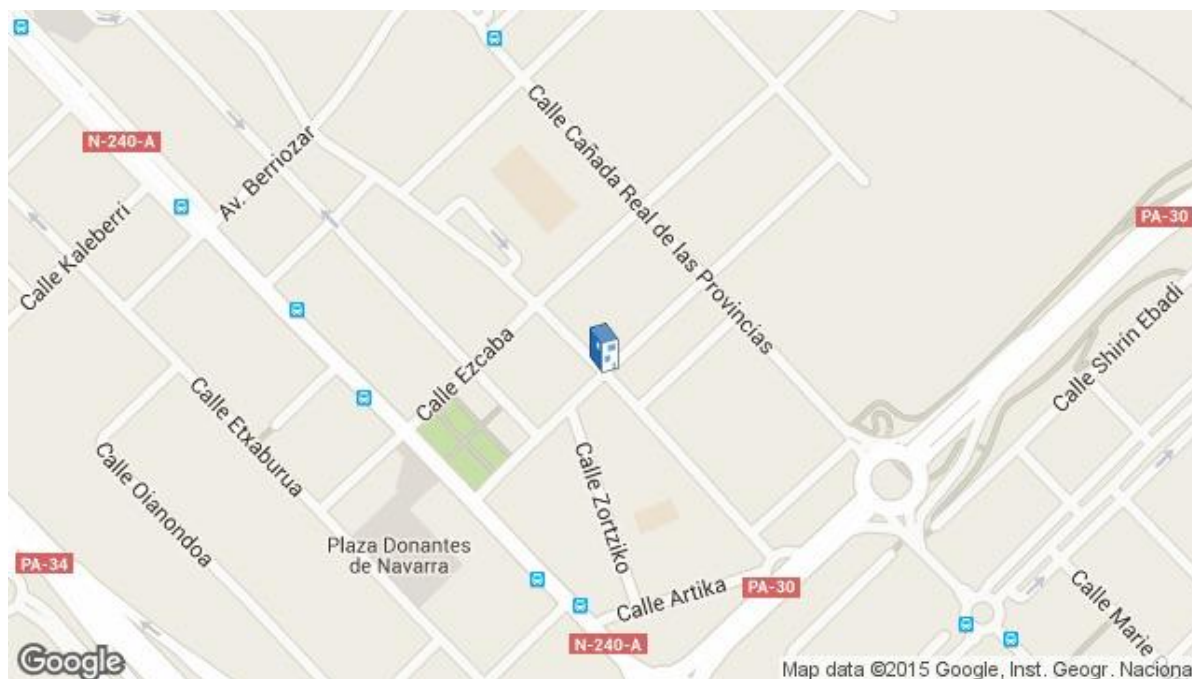 Calle Cañada Real de las Provincias
N-240-A
Av. Berriozar
Calle Kaleberri
PA-30
Calle Shirin Ebadi
Calle Ezcaba
Calle Etxaburua
Calle Oianondoa
Calle Zortziko
Plaza Donantes
de Navarra
PA-34
Calle Artika
PA-30
Calle Marie
N-240-A
Google
Map data ©2015 Google, Inst. Geogr. Naciona